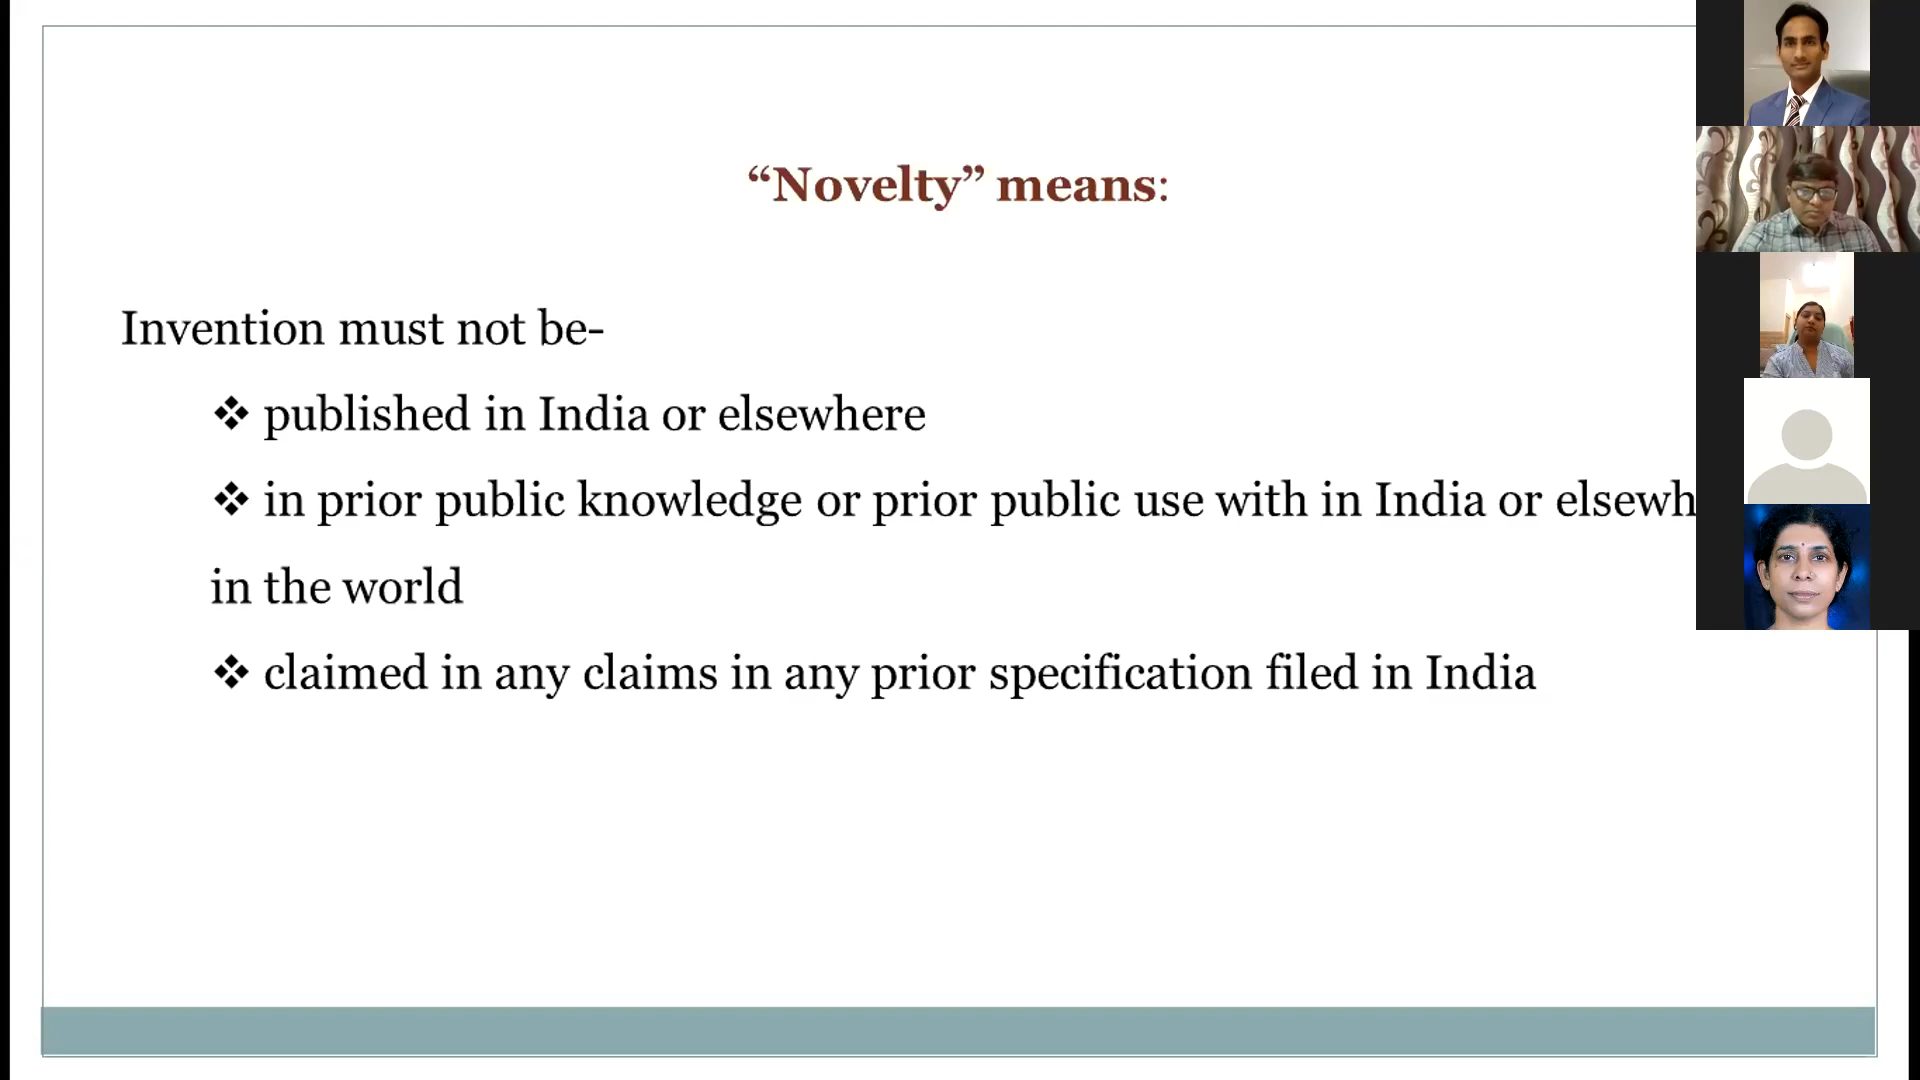 “Novelty” means:
Invention must not be-
❖ published in India or elsewhere
❖ in prior public knowledge or prior public use with in India or elsewh
in the world
❖ claimed in any claims in any prior specification filed in India